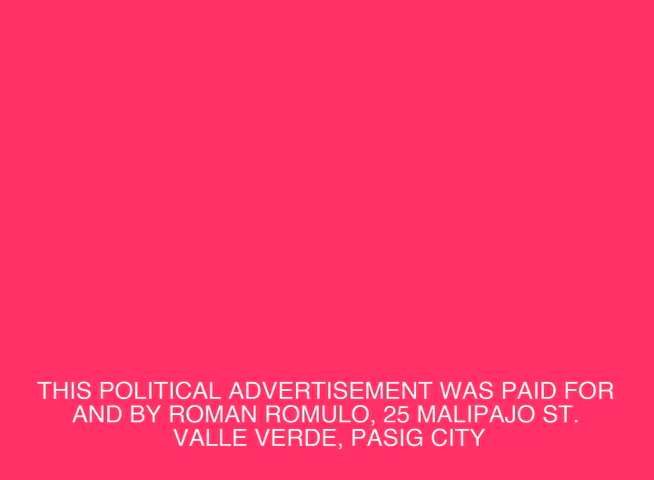 THIS POLITICAL ADVERTISEMENT WAS PAID FOR
AND BY ROMAN ROMULO, 25 MALIPAJO ST.
VALLE VERDE, PASIG CITY